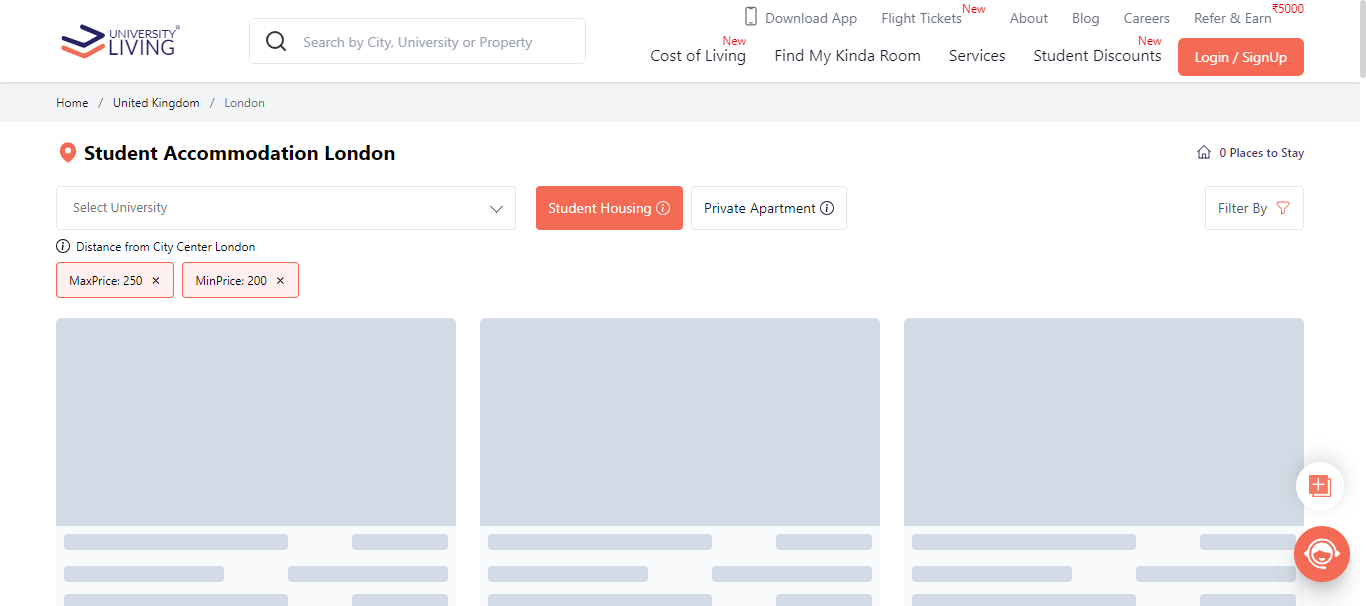 UNIVERSITY
LIVING
Search by City, University or Property
Download App
Flight Tickets
New
About
Blog
Careers
Refer & Earn
₹5000
Cost of Living
New
Find My Kinda Room
Services
Student Discounts
New
Login / SignUp
Home / United Kingdom / London
Student Accommodation London
0 Places to Stay
Select University
Student Housing
Private Apartment
Filter By
Distance from City Center London
MaxPrice: 250 ×
MinPrice: 200 ×